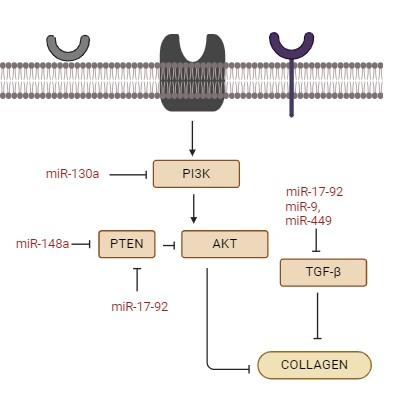 miR-130a
PI3K
miR-17-92
miR-9,
miR-449
miR-148a
PTEN
AKT
TGF-β
miR-17-92
COLLAGEN